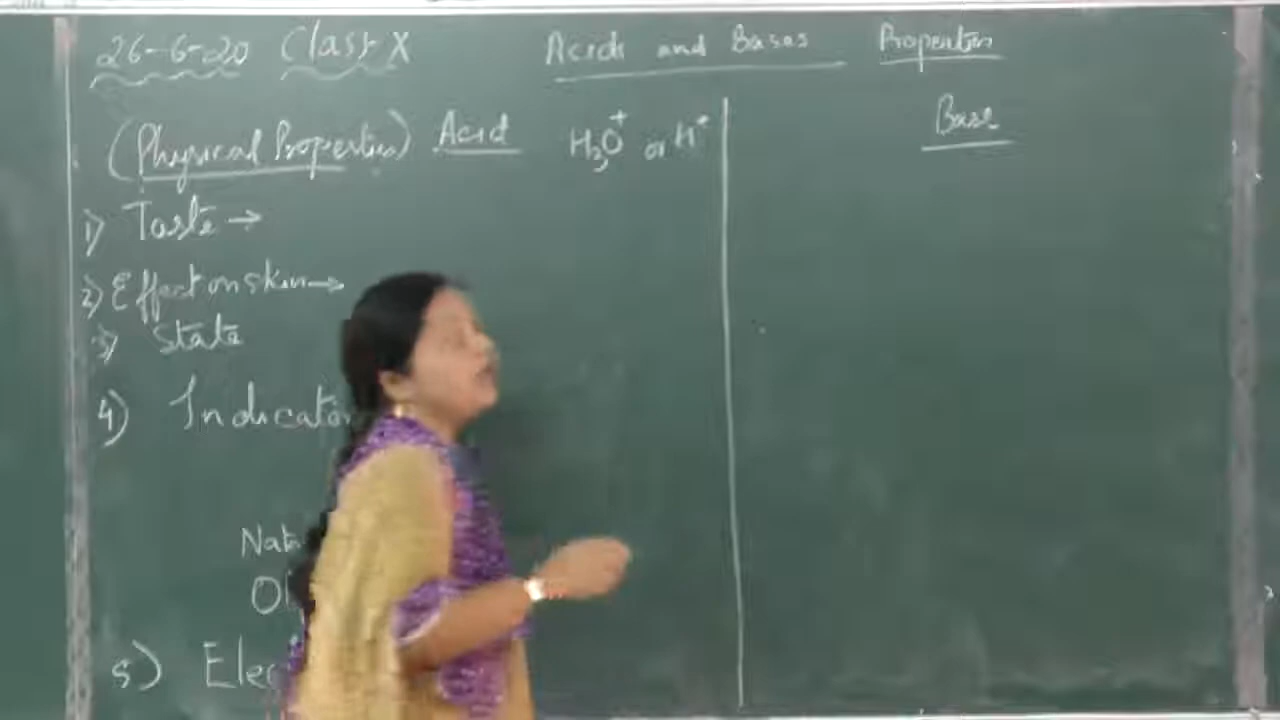 26-6-20 Class X Acids and Bases Properties
(Physical Properties) Acid H₃O⁺ or H⁺ Base
1) Taste →
2) Effect on skin →
3) State
4) Indicator
5)